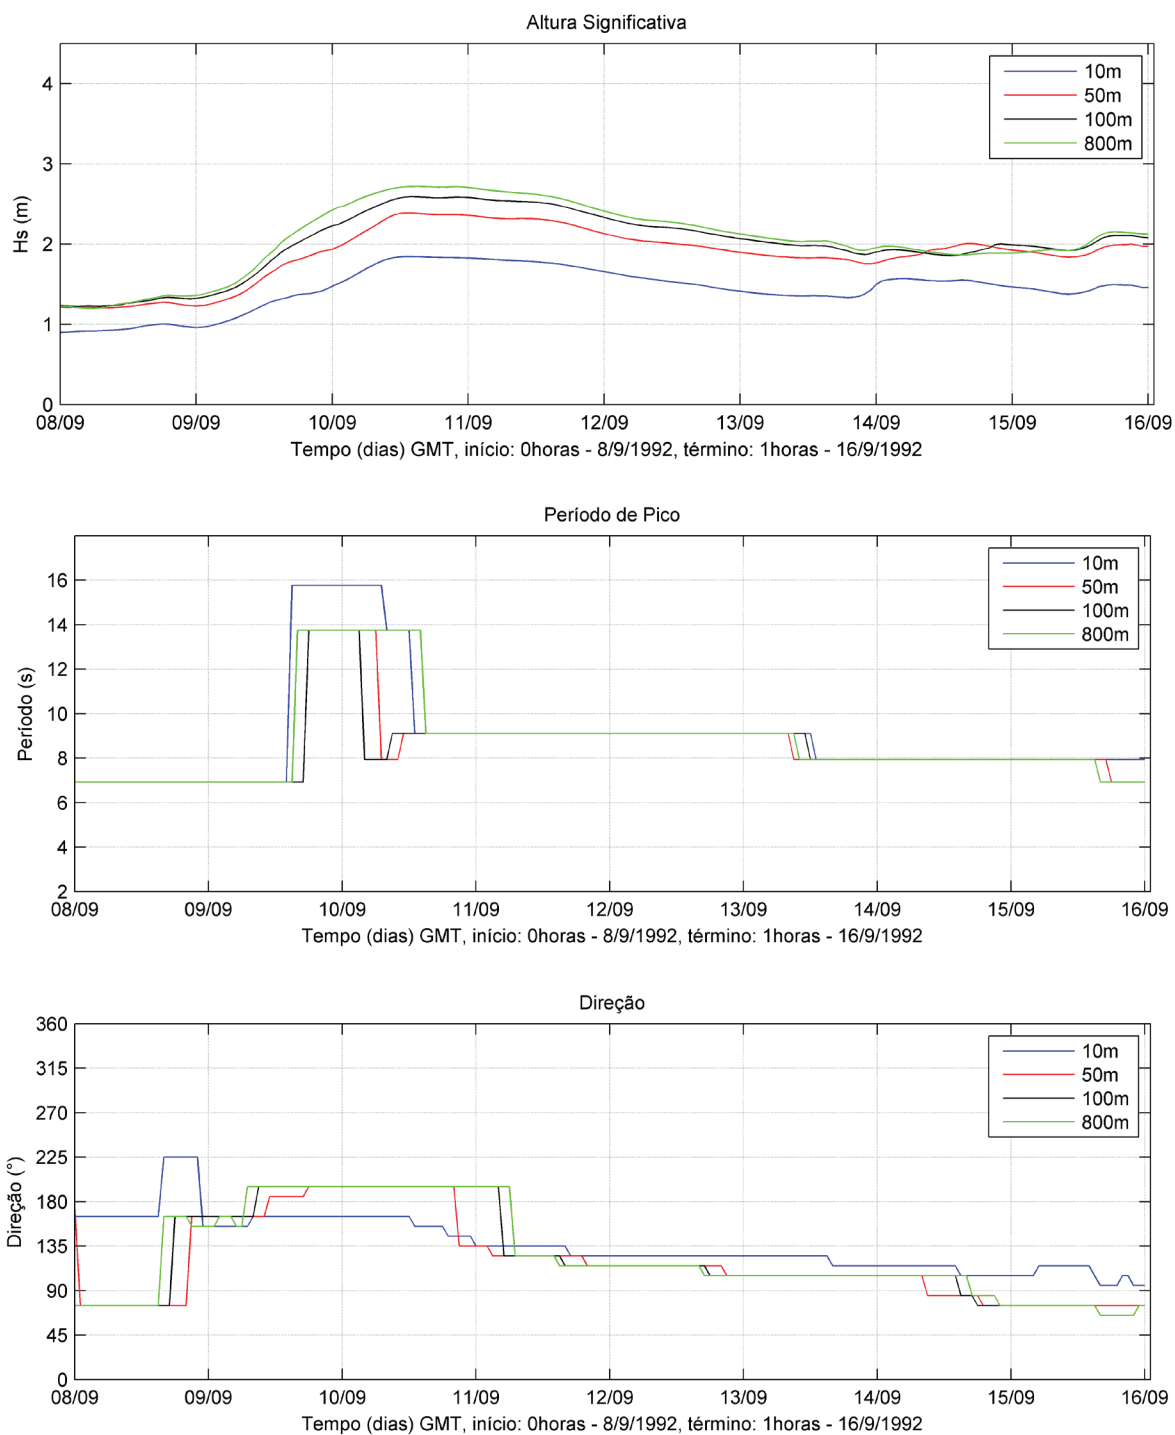 Altura Significativa
4
3
2
1
0
Hs (m)
10m
50m
100m
800m
08/09 09/09 10/09 11/09 12/09 13/09 14/09 15/09 16/09
Tempo (dias) GMT, início: 0horas - 8/9/1992, término: 1horas - 16/9/1992
Período de Pico
16
14
12
10
8
6
4
2
Período (s)
10m
50m
100m
800m
08/09 09/09 10/09 11/09 12/09 13/09 14/09 15/09 16/09
Tempo (dias) GMT, início: 0horas - 8/9/1992, término: 1horas - 16/9/1992
Direção
360
315
270
225
180
135
90
45
0
Direção (°)
10m
50m
100m
800m
08/09 09/09 10/09 11/09 12/09 13/09 14/09 15/09 16/09
Tempo (dias) GMT, início: 0horas - 8/9/1992, término: 1horas - 16/9/1992